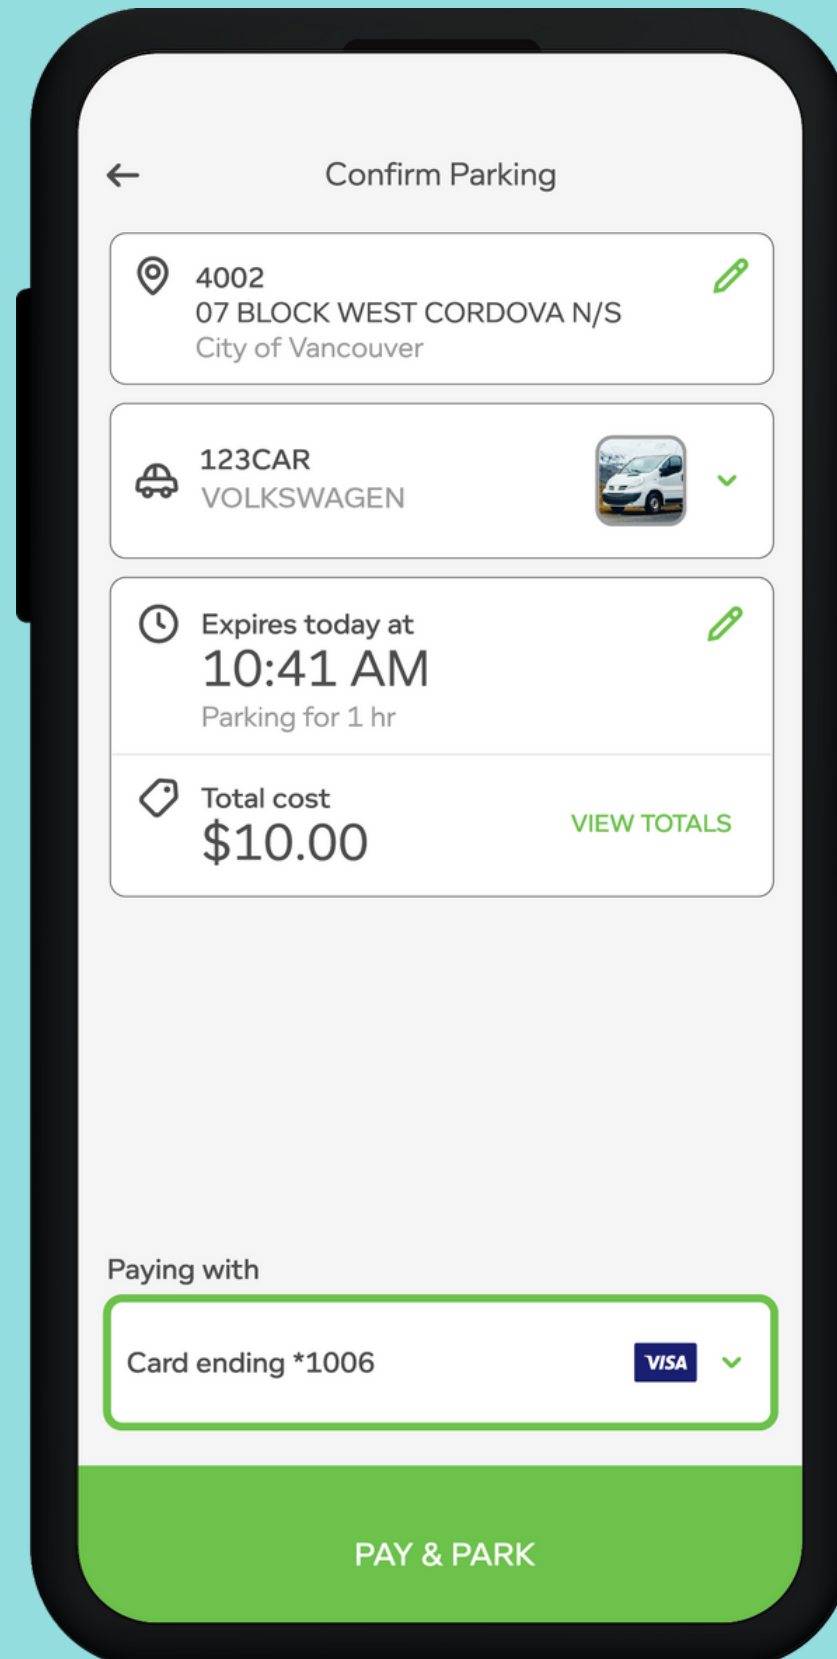 Confirm Parking
4002
07 BLOCK WEST CORDOVA N/S
City of Vancouver
123CAR
VOLKSWAGEN
Expires today at
10:41 AM
Parking for 1 hr
Total cost
$10.00
VIEW TOTALS
Paying with
Card ending *1006
VISA
PAY & PARK